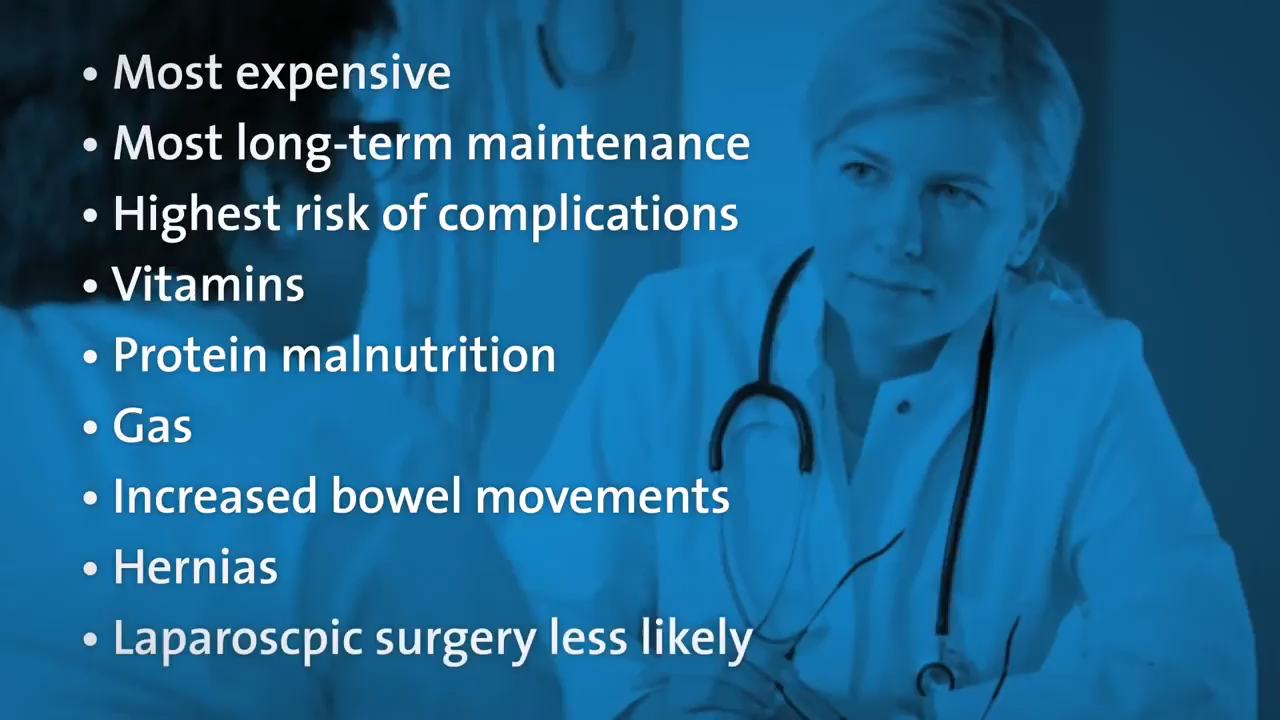 • Most expensive
• Most long-term maintenance
• Highest risk of complications
• Vitamins
• Protein malnutrition
• Gas
• Increased bowel movements
• Hernias
• Laparoscpic surgery less likely